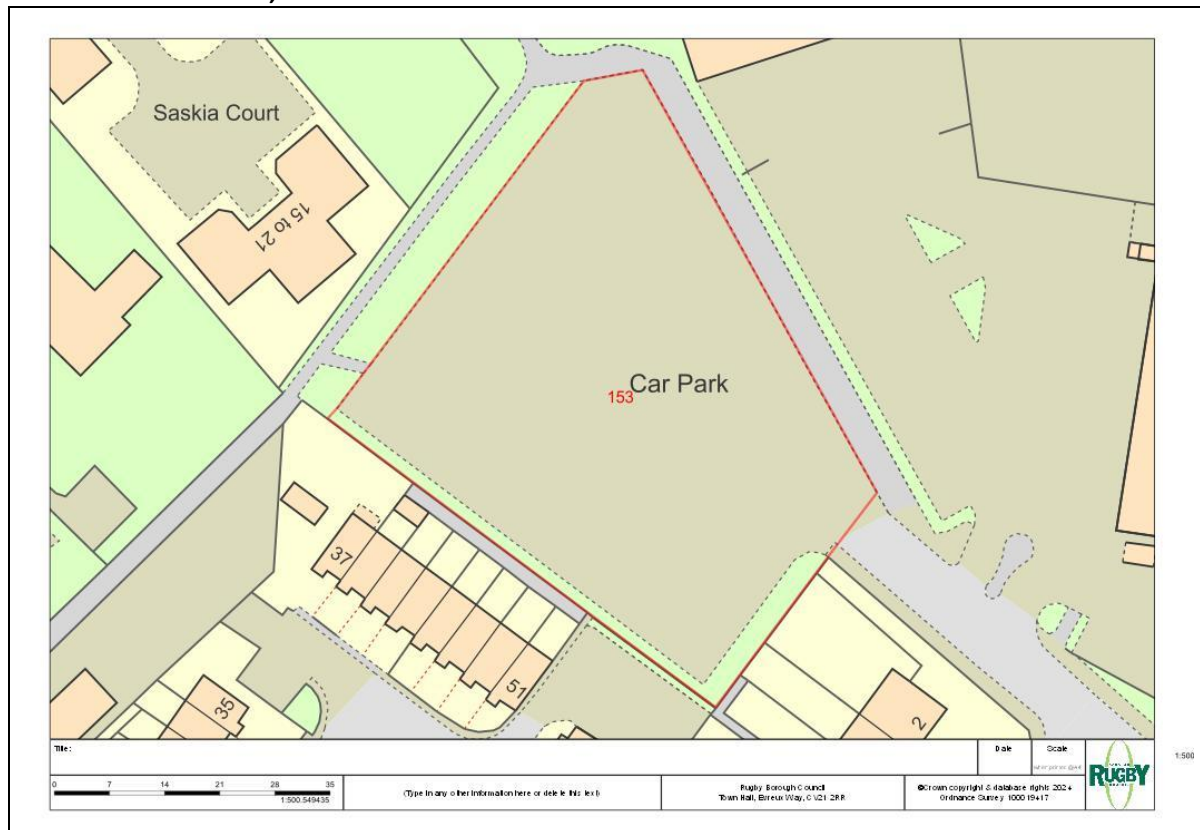 Saskia Court
15 to 21
Car Park
153
37
51
35
2
Title:
Date
Scale
0 7 14 21 28 35
1:500.549435
(Type in any other information here or delete this text)
Rugby Borough Council
Town Hall, Evreux Way, CV21 2RR
©Crown copyright & database rights 2024
Ordnance Survey 100019417
RUGBY
1:500